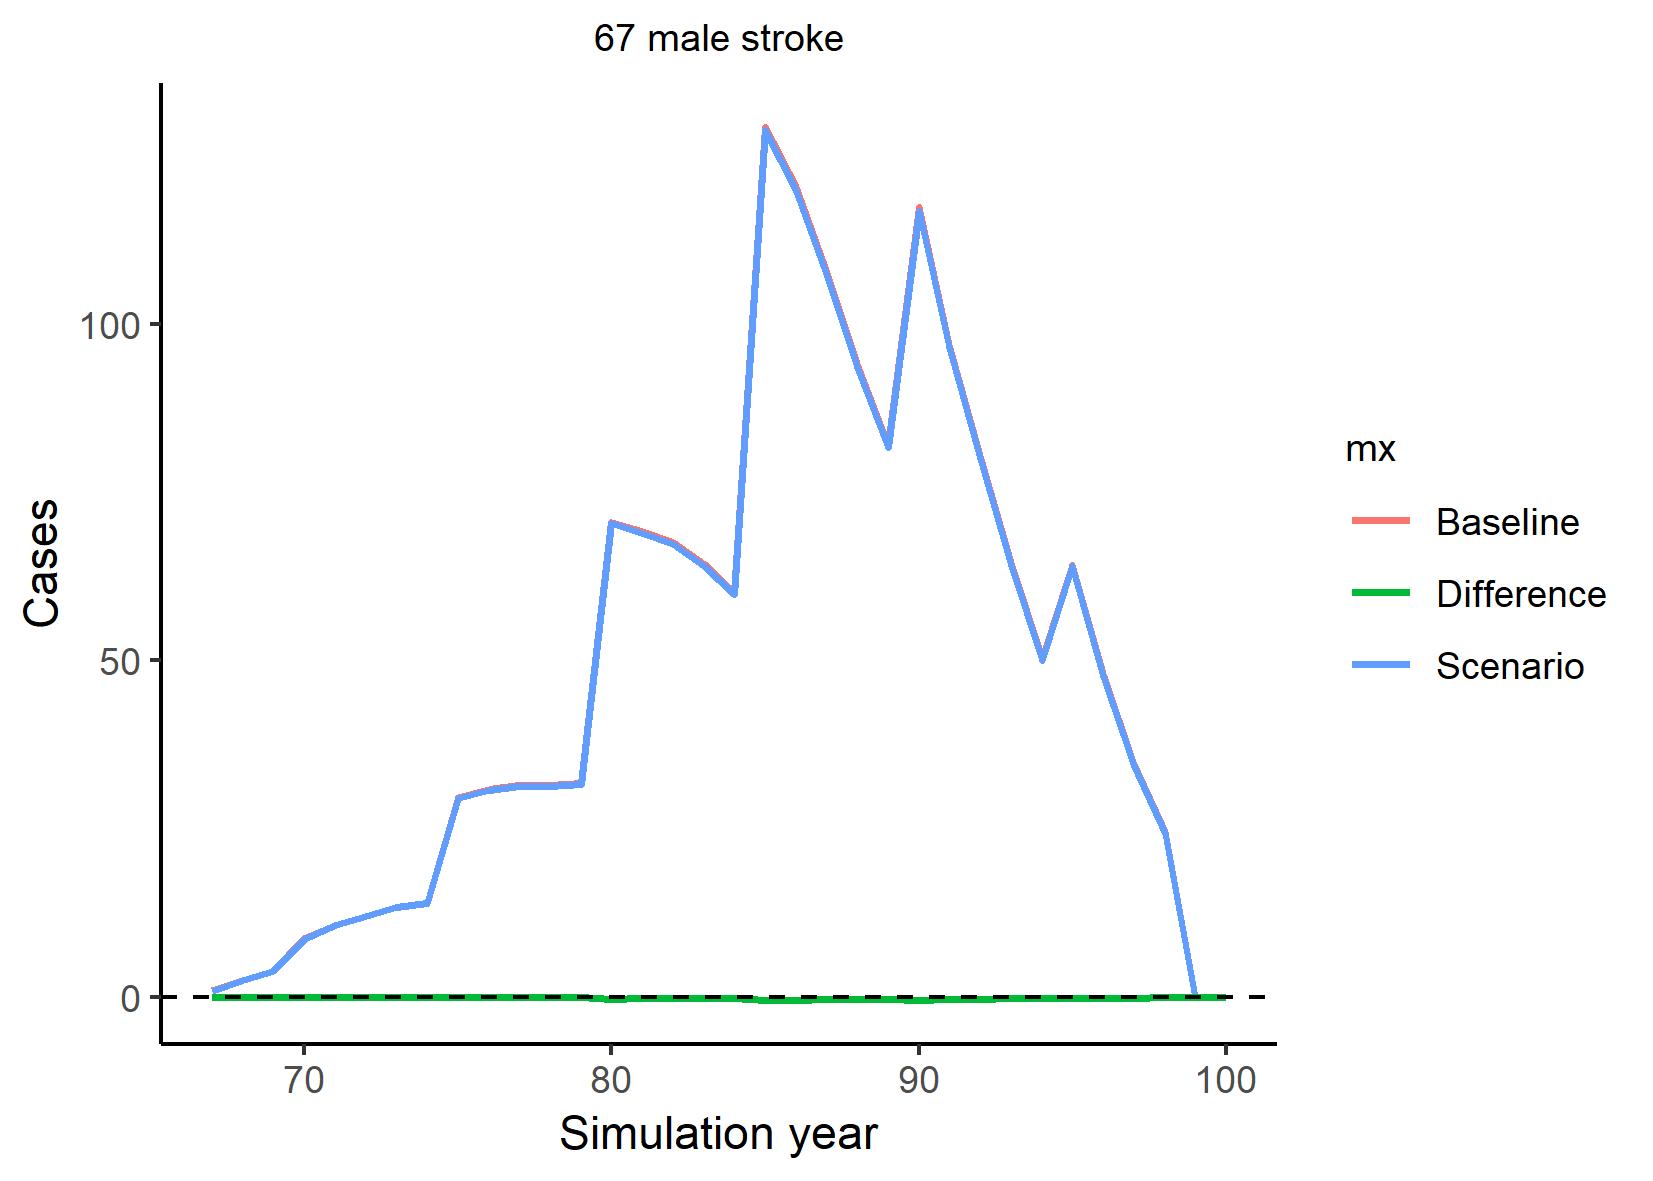 67 male stroke
Cases
100
50
0
70 80 90 100
Simulation year
mx
Baseline
Difference
Scenario